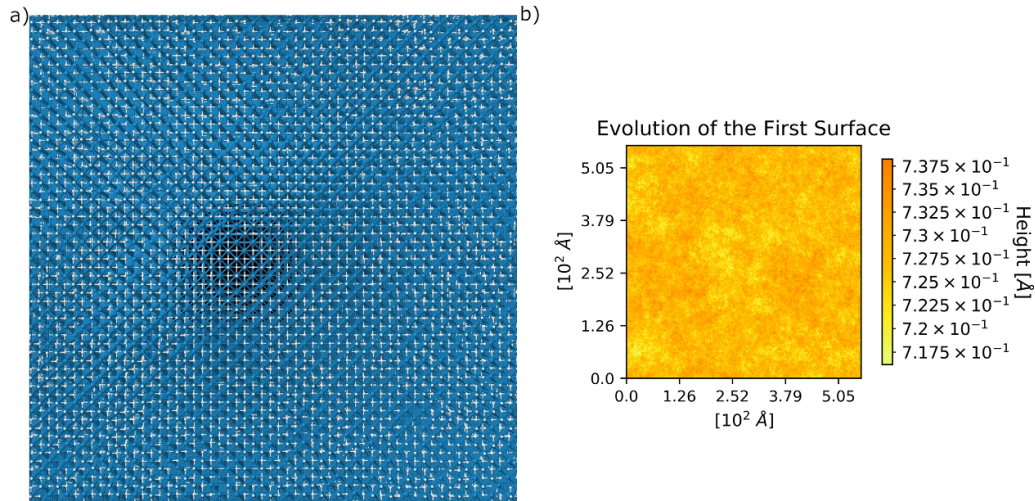 a)
b)
Evolution of the First Surface
5.05
3.79
2.52
1.26
0.0
[10² Å]
0.0 1.26 2.52 3.79 5.05
[10² Å]
7.375 × 10⁻¹
7.35 × 10⁻¹
7.325 × 10⁻¹
7.3 × 10⁻¹
7.275 × 10⁻¹
7.25 × 10⁻¹
7.225 × 10⁻¹
7.2 × 10⁻¹
7.175 × 10⁻¹
Height [Å]